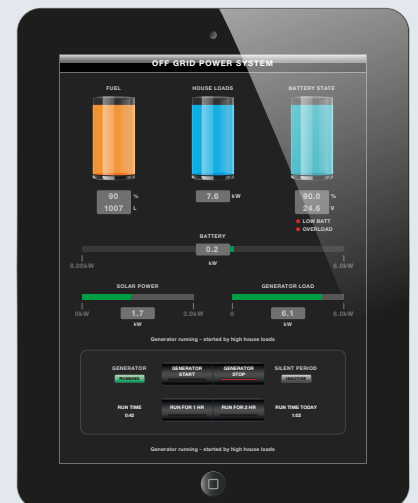 OFF GRID POWER SYSTEM
FUEL HOUSE LOADS BATTERY STATE
90 % 7.6 kW 90.0 %
1007 L 24.6 V
LOW BATT
OVERLOAD
BATTERY
0.2
kW
8.00kW 6.0kW
SOLAR POWER GENERATOR LOAD
0kW 1.7 3.0kW 0 6.1 6.0kW
kW kW
Generator running - started by high house loads
GENERATOR GENERATOR START GENERATOR STOP SILENT PERIOD
RUNNING INACTIVE
RUN TIME RUN FOR 1 HR RUN FOR 2 HR RUN TIME TODAY
0:42 1:02
Generator running - started by high house loads